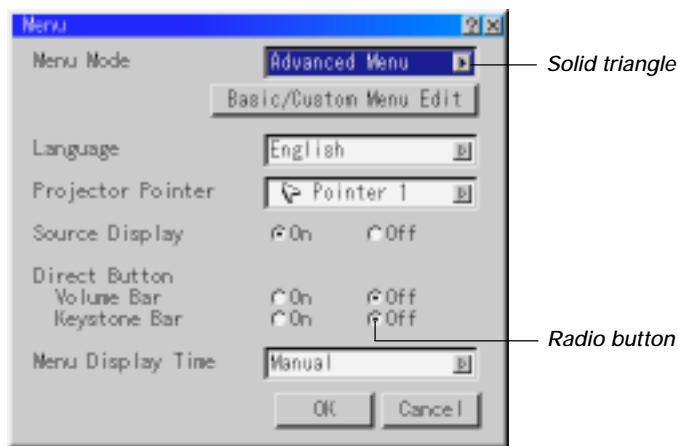 Menu
Menu Mode Advanced Menu
Solid triangle
Basic/Custom Menu Edit
Language English
Projector Pointer Pointer 1
Source Display On Off
Direct Button
Volume Bar On Off
Keystone Bar On Off
Radio button
Menu Display Time Manual
OK Cancel